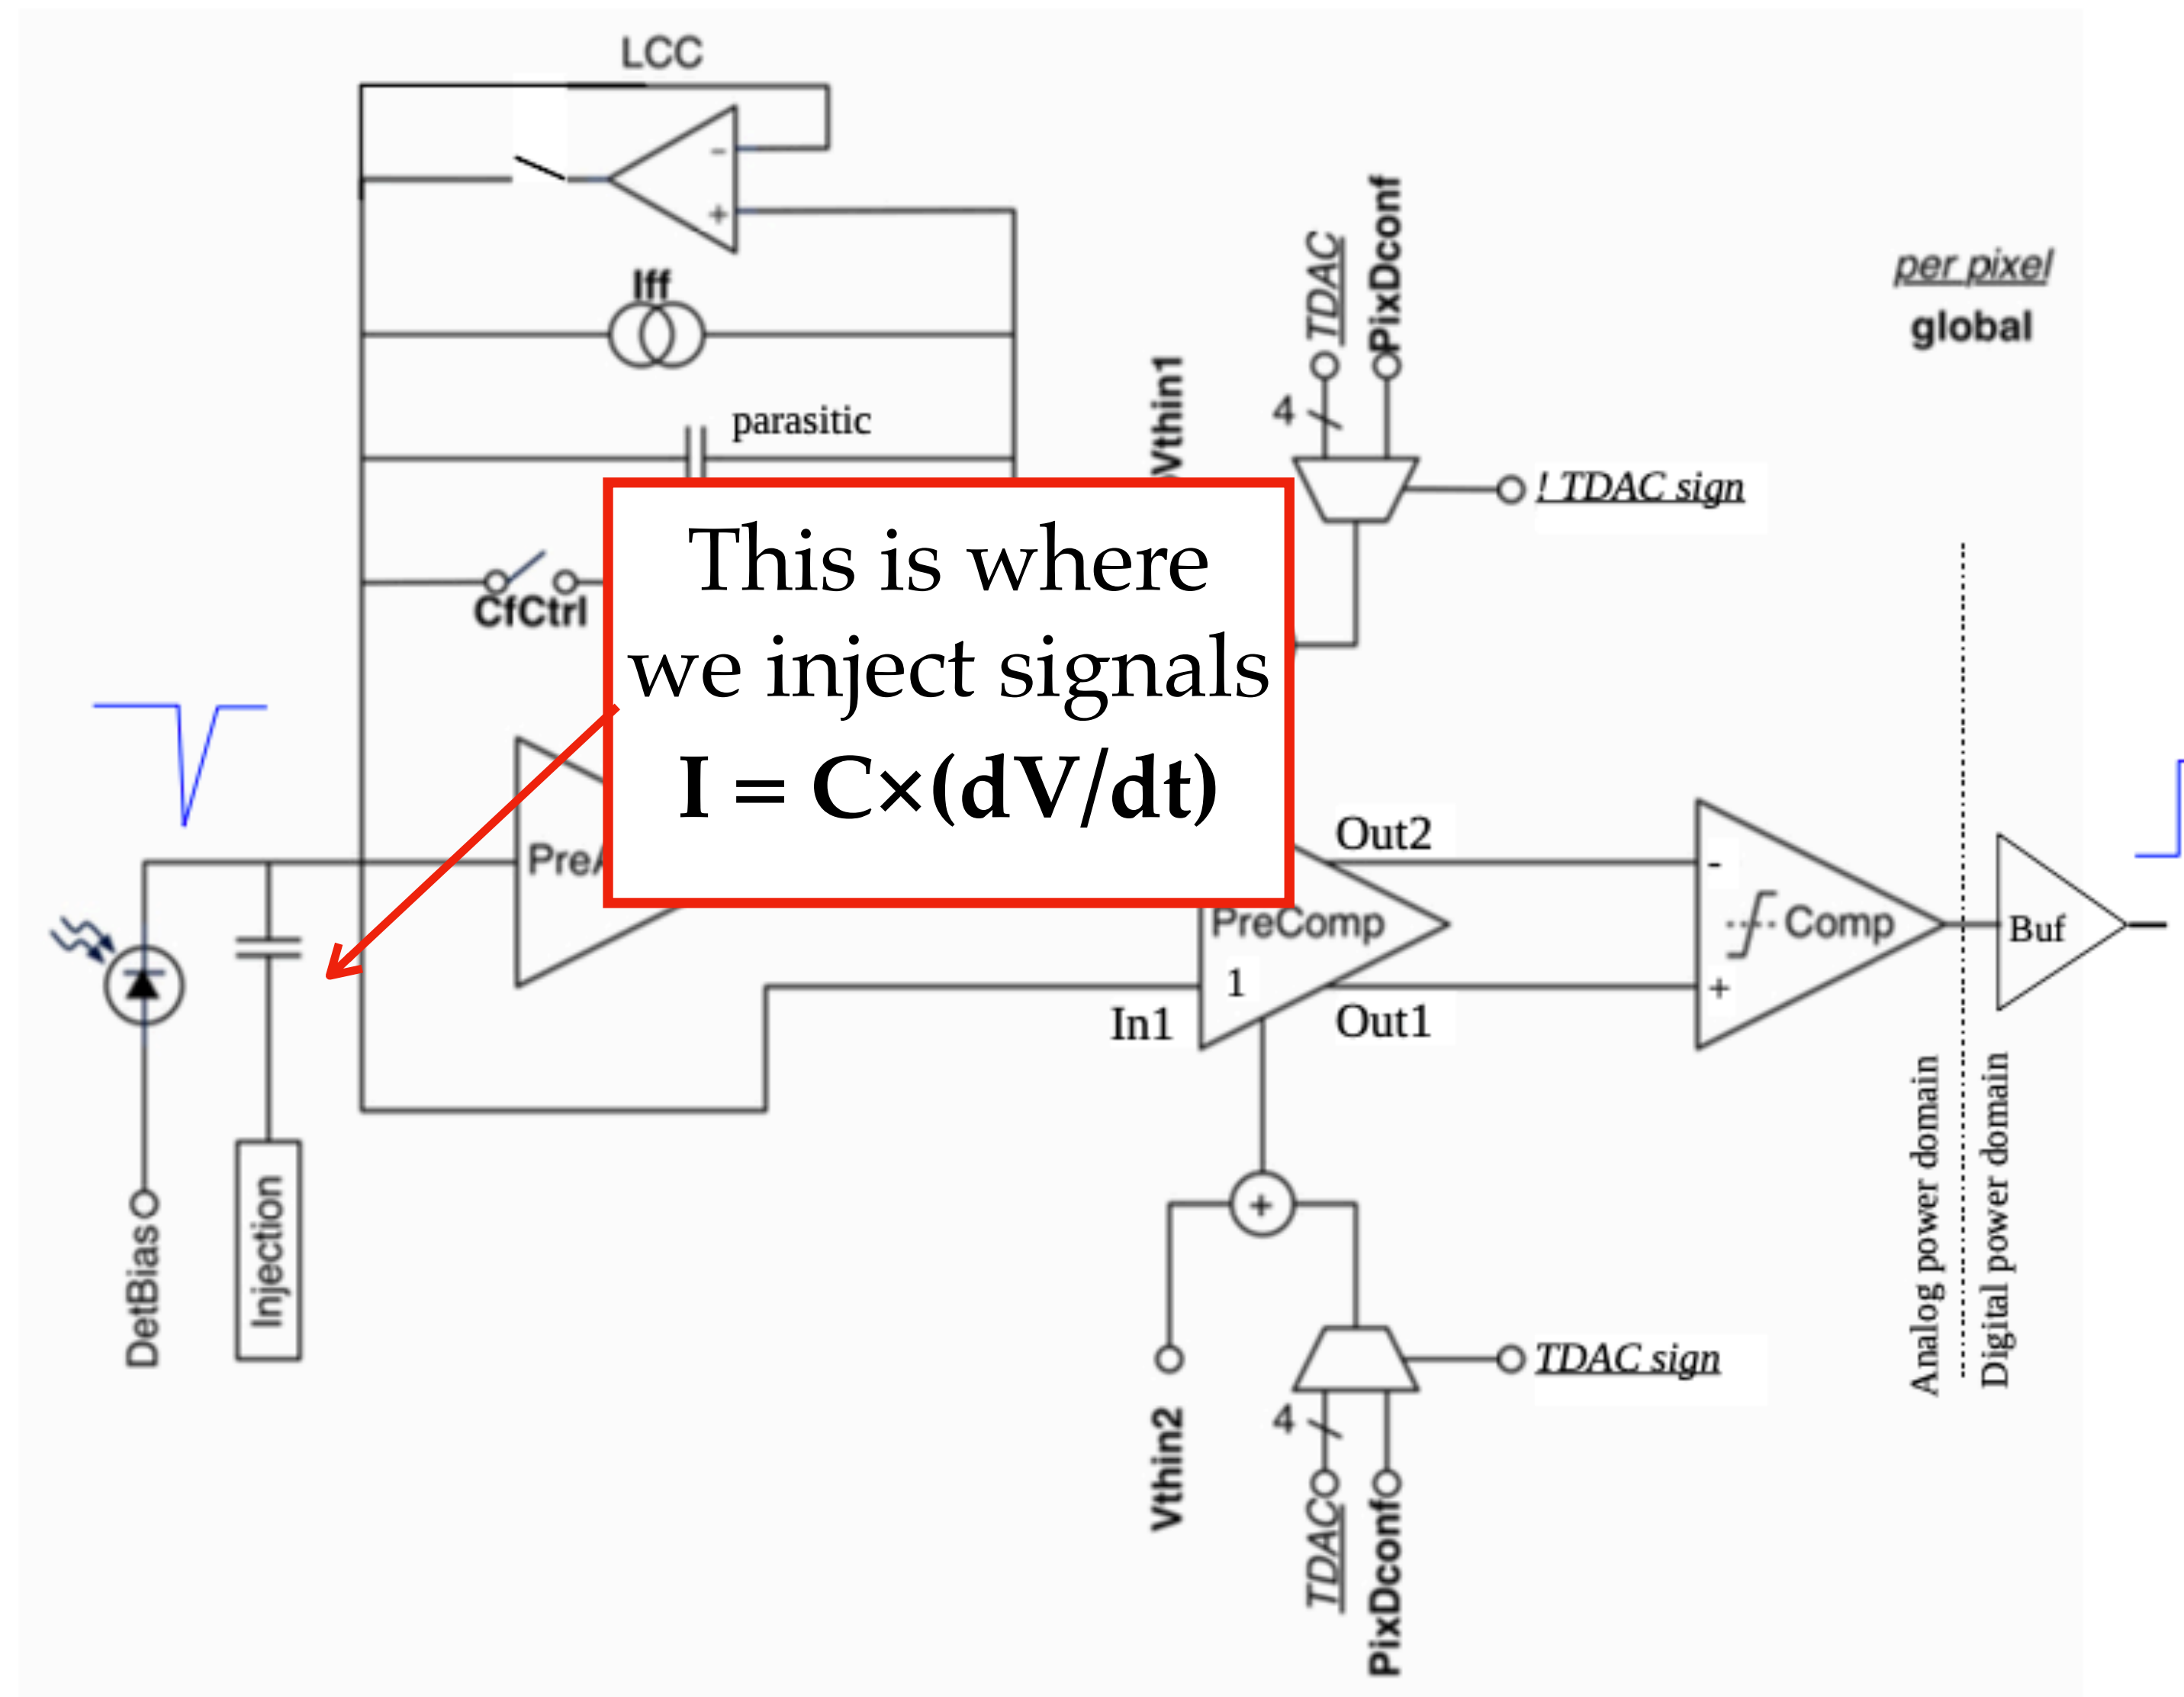 LCC
-
+
Iff
parasitic
CfCtrl
This is where
we inject signals
I = C×(dV/dt)
Vthin1
TDAC
PixDconf
4
! TDAC sign
per pixel
global
Out2
PreComp
1
In1
Out1
-
Comp
+
Buf
Analog power domain
Digital power domain
DetBias
Injection
+
Vthin2
TDAC sign
4
TDAC
PixDconf